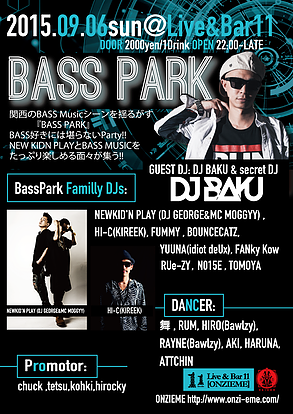 2015.09.06sun@Live&Bar11
DOOR 2000yen/1Drink OPEN 22:00-LATE
BASS PARK
関西のBASS Musicシーンを揺るがす
『BASS PARK』
BASS好きには堪らないParty!!
NEW KIDN PLAYとBASS MUSICを
たっぷり楽しめる面々が集う!!
GUEST DJ: DJ BAKU & secret DJ
DJ BAKU
BassPark Familly DJs:
NEWKID'N PLAY (DJ GEORGE&MC MOGGYY) ,
HI-C(KIREEK), FUMMY , BOUNCECATZ,
YUUNA(idiot deUx), FANky Kow
RUe-ZY , NO15E , TOMOYA
NEWKID'N PLAY (DJ GEORGE&MC MOGGYY)
HI-C(KIREEK)
DANCER:
舞 , RUM, HIRO(Bawlzy),
RAYNE(Bawlzy), AKI, HARUNA,
ATTCHIN
Promotor:
chuck ,tetsu,kohki,hirocky
11 Live & Bar 11
[ONZIEME]
ONZIEME http://www.onzi-eme.com/